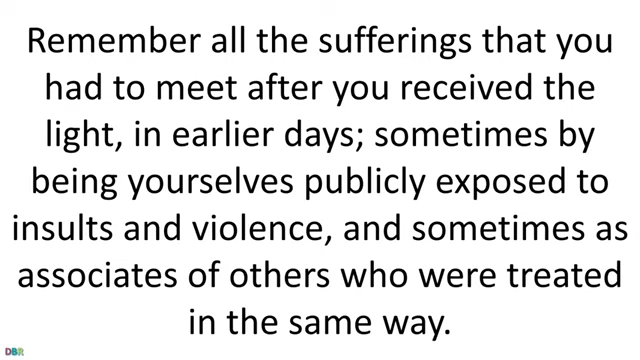 Remember all the sufferings that you
had to meet after you received the
light, in earlier days; sometimes by
being yourselves publicly exposed to
insults and violence, and sometimes as
associates of others who were treated
in the same way.
DBR